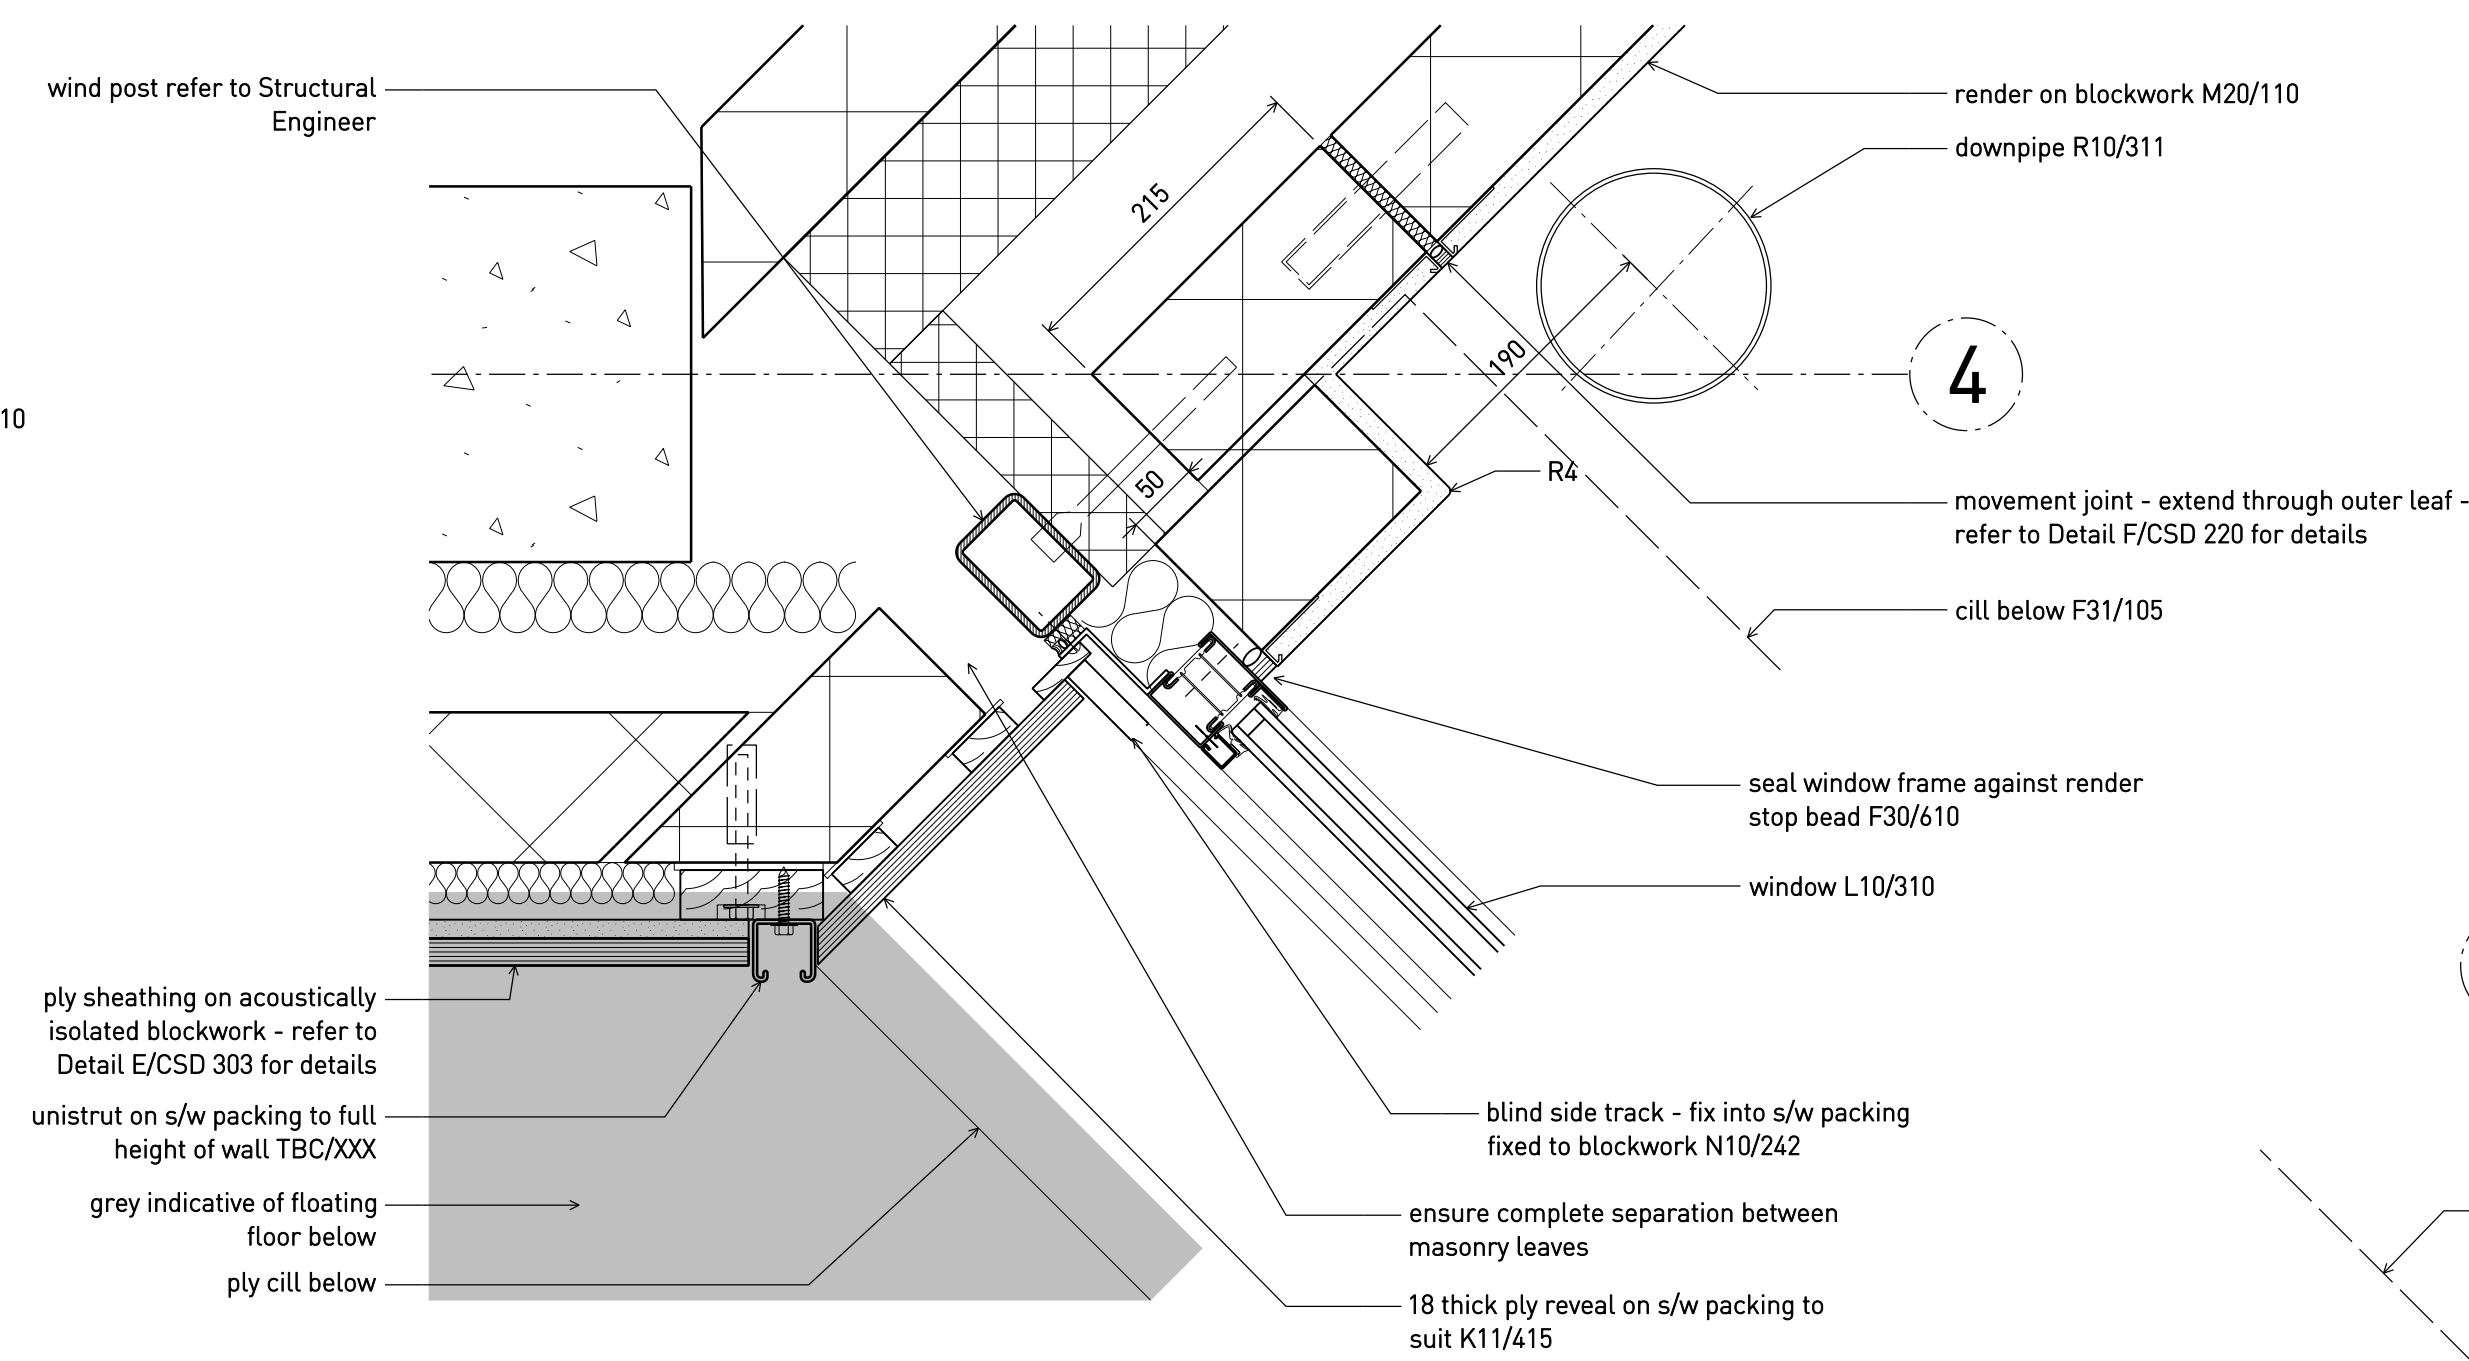 wind post refer to Structural
Engineer
render on blockwork M20/110
downpipe R10/311
215
190
4
10
R4
50
movement joint - extend through outer leaf -
refer to Detail F/CSD 220 for details
cill below F31/105
seal window frame against render
stop bead F30/610
window L10/310
ply sheathing on acoustically
isolated blockwork - refer to
Detail E/CSD 303 for details
unistrut on s/w packing to full
height of wall TBC/XXX
grey indicative of floating
floor below
ply cill below
blind side track - fix into s/w packing
fixed to blockwork N10/242
ensure complete separation between
masonry leaves
18 thick ply reveal on s/w packing to
suit K11/415